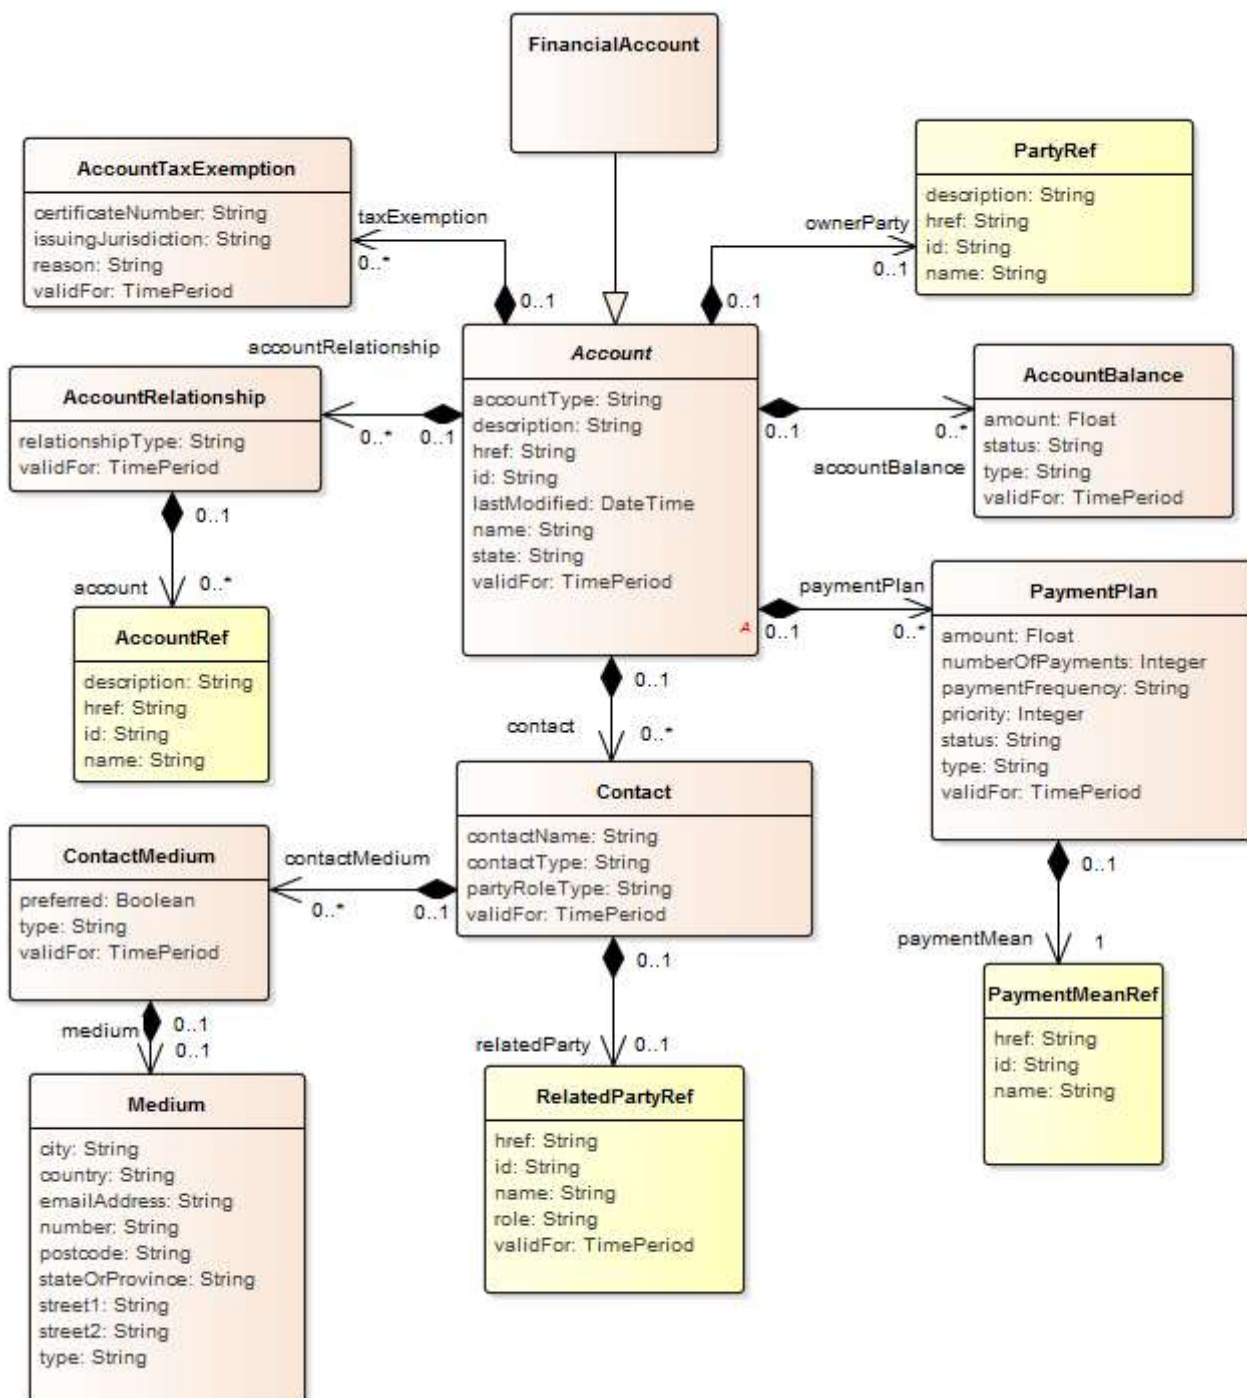 FinancialAccount
AccountTaxExemption
certificateNumber: String
issuingJurisdiction: String
reason: String
validFor: TimePeriod
taxExemption
0..*
0..1
PartyRef
description: String
href: String
id: String
name: String
ownerParty
0..1
0..1
accountRelationship
AccountRelationship
relationshipType: String
validFor: TimePeriod
0..*
0..1
Account
accountType: String
description: String
href: String
id: String
lastModified: DateTime
name: String
state: String
validFor: TimePeriod
A
AccountBalance
amount: Float
status: String
type: String
validFor: TimePeriod
0..1
0..*
accountBalance
0..1
account
0..*
AccountRef
description: String
href: String
id: String
name: String
paymentPlan
0..1
0..*
PaymentPlan
amount: Float
numberOfPayments: Integer
paymentFrequency: String
priority: Integer
status: String
type: String
validFor: TimePeriod
0..1
contact
0..*
Contact
contactName: String
contactType: String
partyRoleType: String
validFor: TimePeriod
ContactMedium
preferred: Boolean
type: String
validFor: TimePeriod
contactMedium
0..*
0..1
0..1
paymentMean
1
PaymentMeanRef
href: String
id: String
name: String
0..1
relatedParty
0..1
RelatedPartyRef
href: String
id: String
name: String
role: String
validFor: TimePeriod
medium
0..1
0..1
Medium
city: String
country: String
emailAddress: String
number: String
postcode: String
stateOrProvince: String
street1: String
street2: String
type: String